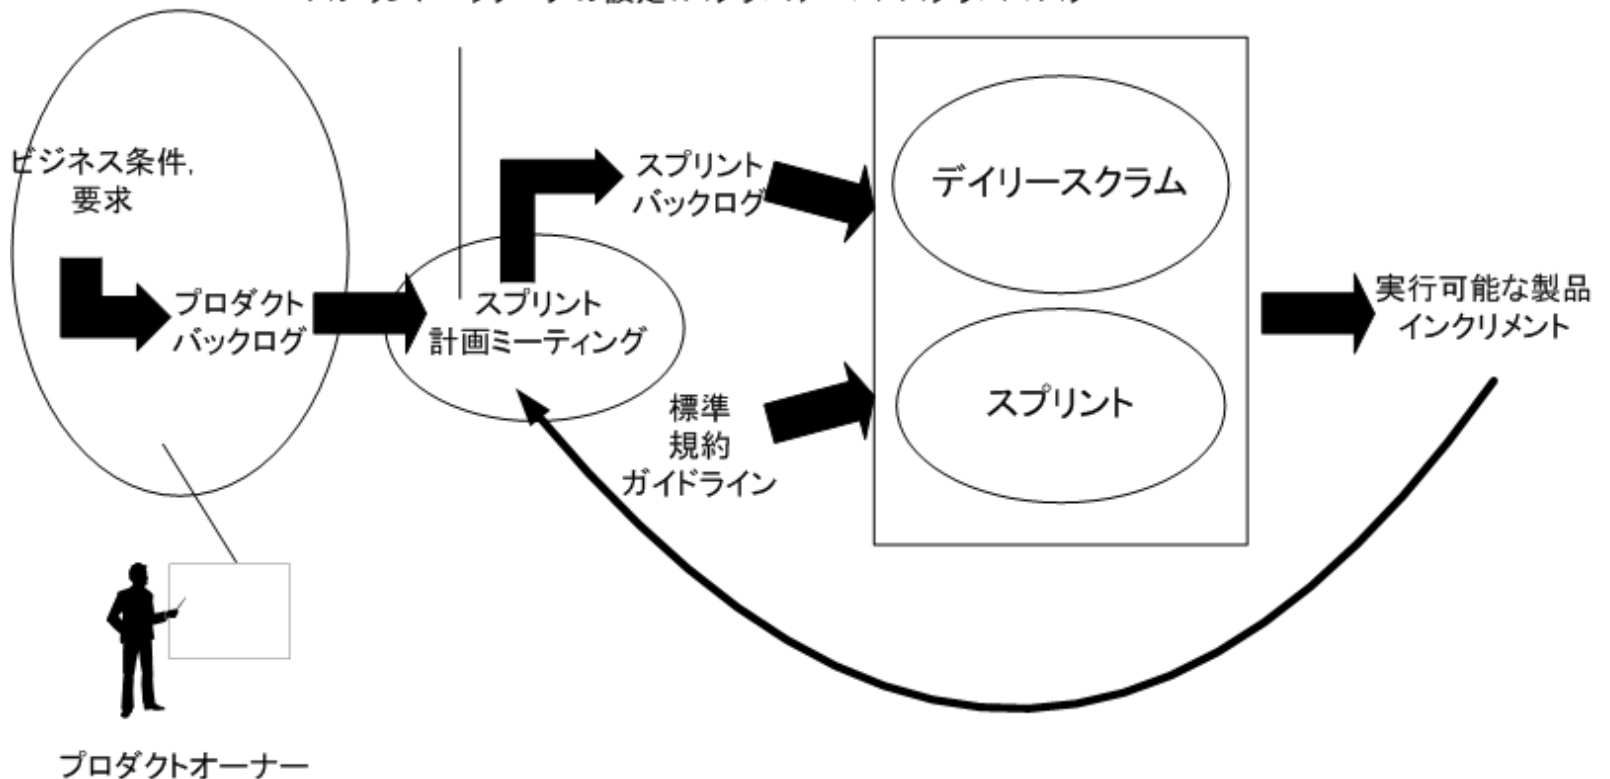 ビジネス条件,
要求
プロダクト
バックログ
スプリント
計画ミーティング
スプリント
バックログ
標準
規約
ガイドライン
デイリースクラム
スプリント
実行可能な製品
インクリメント
プロダクトオーナー